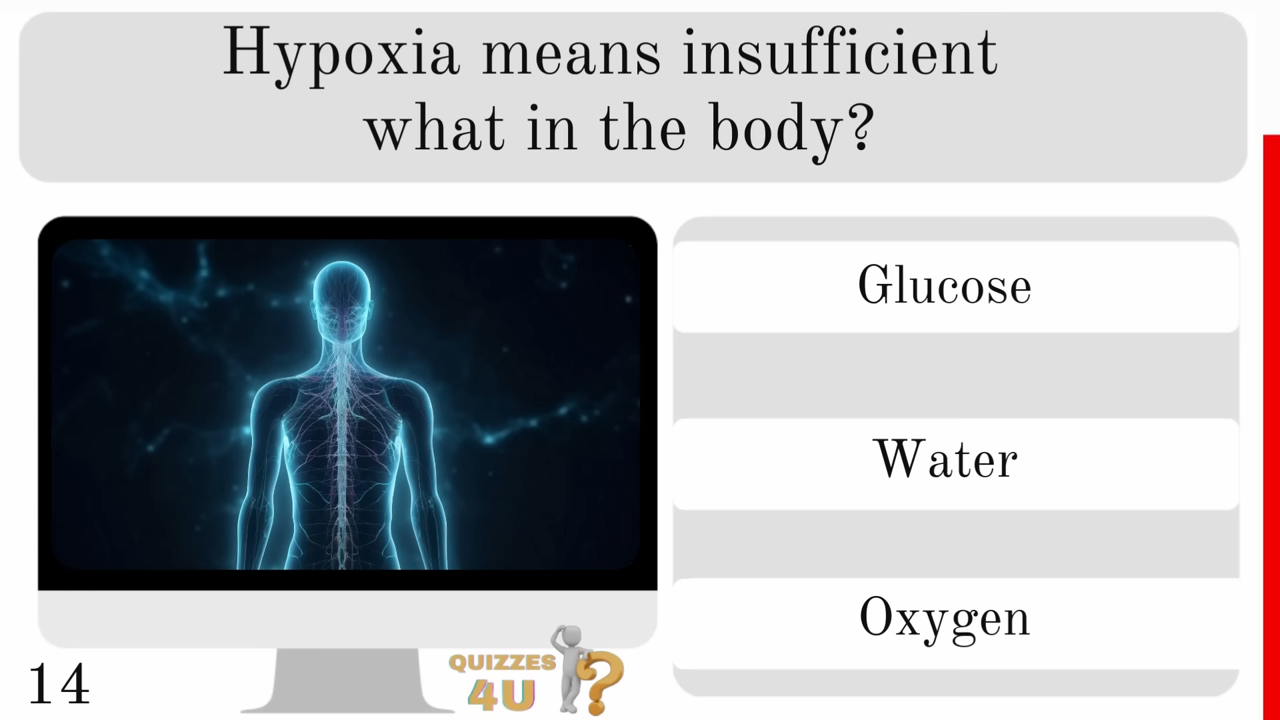 Hypoxia means insufficient
what in the body?
Glucose
Water
Oxygen
14
QUIZZES
4U
?